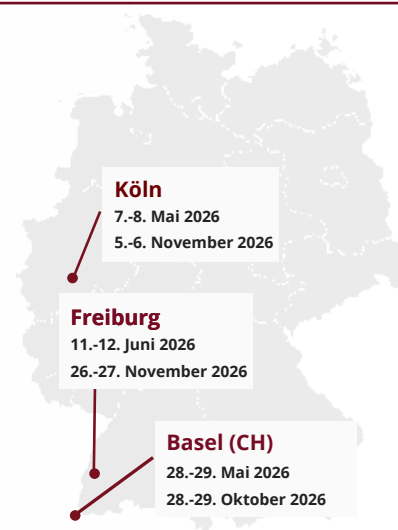 Köln
7.-8. Mai 2026
5.-6. November 2026
Freiburg
11.-12. Juni 2026
26.-27. November 2026
Basel (CH)
28.-29. Mai 2026
28.-29. Oktober 2026